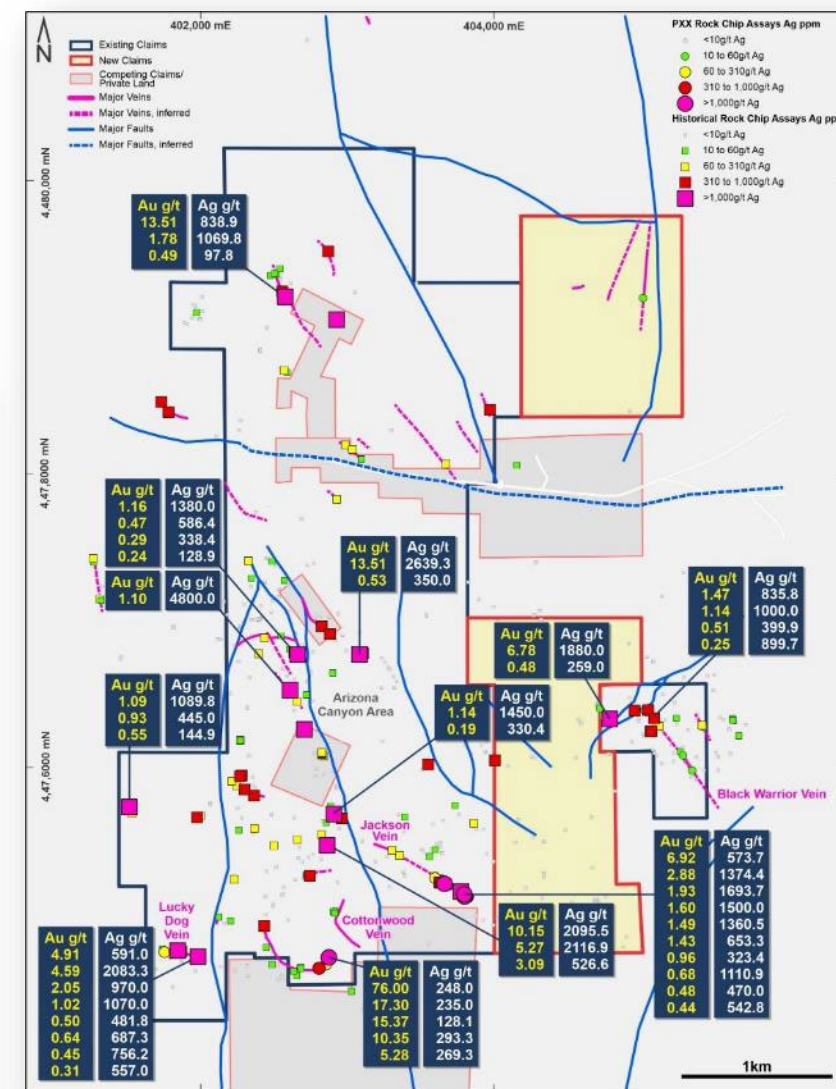 402,000 mE
404,000 mE
N
Existing Claims
New Claims
Competing Claims/
Private Land
Major Veins
Major Veins, inferred
Major Faults
Major Faults, inferred
PXX Rock Chip Assays Ag ppm
<10g/t Ag
10 to 60g/t Ag
60 to 310g/t Ag
310 to 1,000g/t Ag
>1,000g/t Ag
Historical Rock Chip Assays Ag pp
<10g/t Ag
10 to 60g/t Ag
60 to 310g/t Ag
310 to 1,000g/t Ag
>1,000g/t Ag
4,480,000 mN
Au g/t Ag g/t
13.51 838.9
1.78 1069.8
0.49 97.8
4,47,8000 mN
Au g/t Ag g/t
1.16 1380.0
0.47 586.4
0.29 338.4
0.24 128.9
Au g/t Ag g/t
1.10 4800.0
Au g/t Ag g/t
13.51 2639.3
0.53 350.0
Au g/t Ag g/t
1.47 835.8
1.14 1000.0
0.51 399.9
0.25 899.7
Au g/t Ag g/t
6.78 1880.0
0.48 259.0
Au g/t Ag g/t
1.09 1089.8
0.93 445.0
0.55 144.9
Arizona
Canyon Area
Au g/t Ag g/t
1.14 1450.0
0.19 330.4
4,47,6000 mN
Black Warrior Vein
Jackson
Vein
Au g/t Ag g/t
6.92 573.7
2.88 1374.4
1.93 1693.7
1.60 1500.0
1.49 1360.5
1.43 653.3
0.96 323.4
0.68 1110.9
0.48 470.0
0.44 542.8
Lucky
Dog
Vein
Cottonwood
Vein
Au g/t Ag g/t
10.15 2095.5
5.27 2116.9
3.09 526.6
Au g/t Ag g/t
4.91 591.0
4.59 2083.3
2.05 970.0
1.02 1070.0
0.50 481.8
0.64 687.3
0.45 756.2
0.31 557.0
Au g/t Ag g/t
76.00 248.0
17.30 235.0
15.37 128.1
10.35 293.3
5.28 269.3
1km